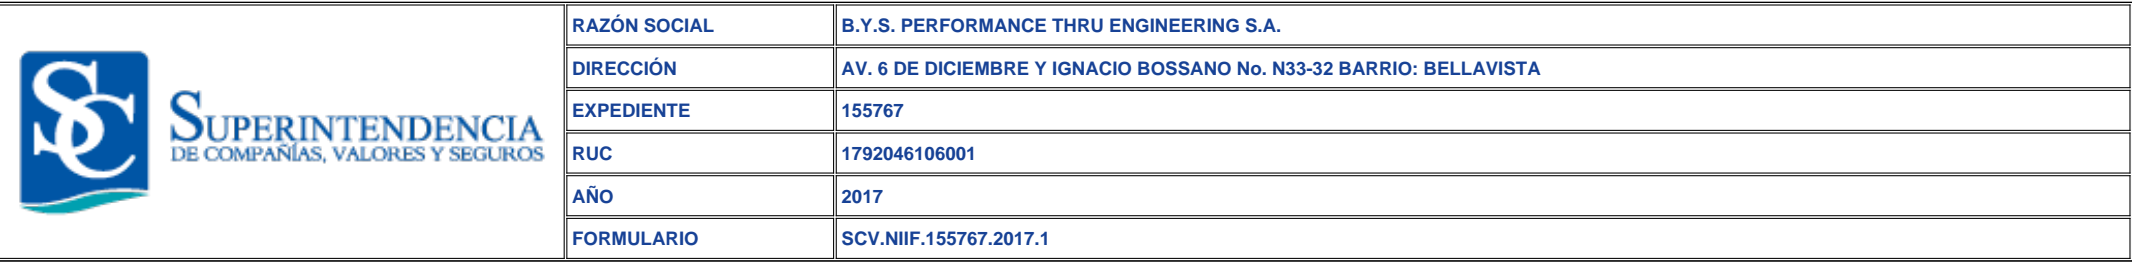 SC
SUPERINTENDENCIA
DE COMPAÑÍAS, VALORES Y SEGUROS
RAZÓN SOCIAL B.Y.S. PERFORMANCE THRU ENGINEERING S.A.
DIRECCIÓN AV. 6 DE DICIEMBRE Y IGNACIO BOSSANO No. N33-32 BARRIO: BELLAVISTA
EXPEDIENTE 155767
RUC 1792046106001
AÑO 2017
FORMULARIO SCV.NIIF.155767.2017.1